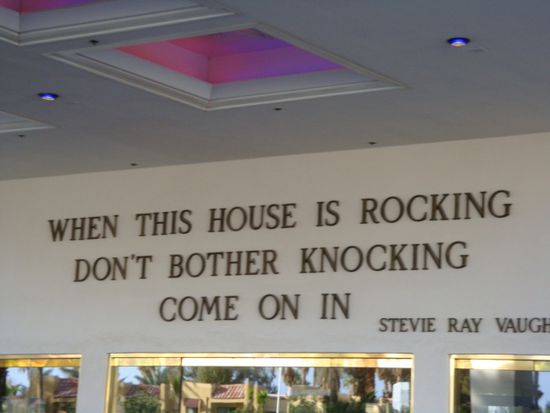 WHEN THIS HOUSE IS ROCKING
DON'T BOTHER KNOCKING
COME ON IN
STEVIE RAY VAUGH